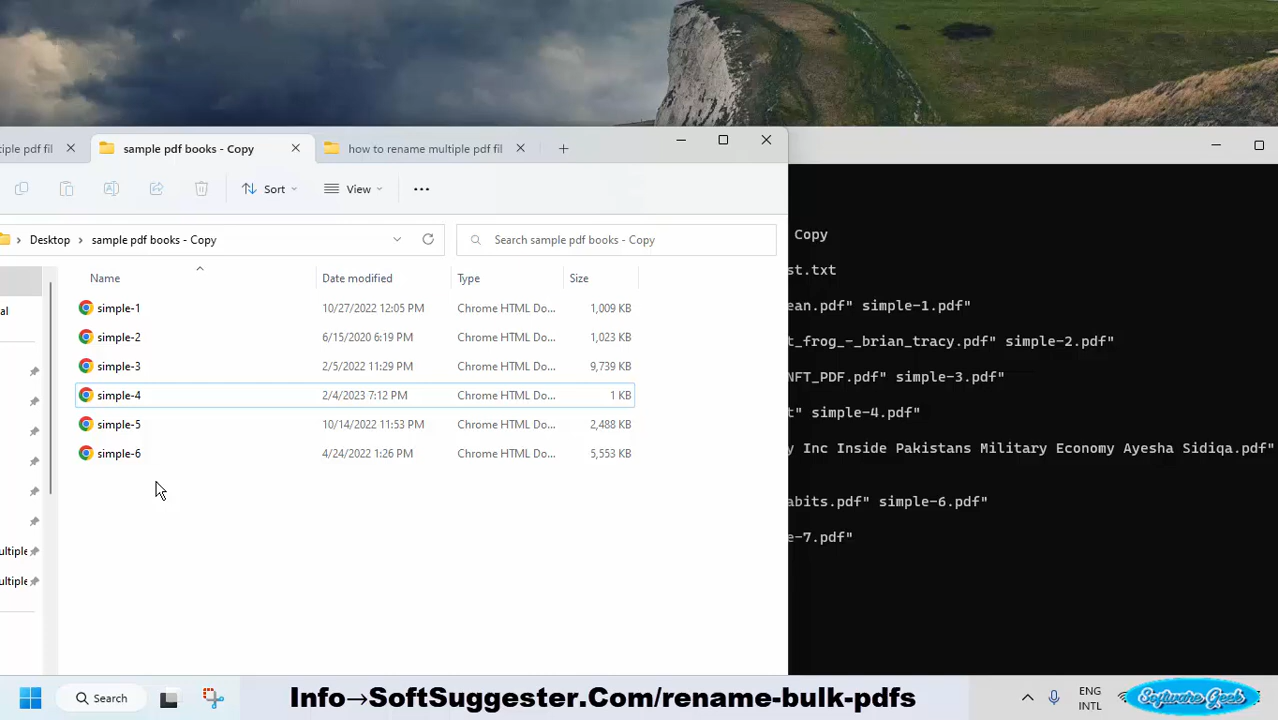 iple pdf fil
sample pdf books - Copy
how to rename multiple pdf fil
Sort
View
Desktop
sample pdf books - Copy
Search sample pdf books - Copy
Name
Date modified
Type
Size
simple-1
10/27/2022 12:05 PM
Chrome HTML Do...
1,009 KB
simple-2
6/15/2020 6:19 PM
Chrome HTML Do...
1,023 KB
simple-3
2/5/2022 11:29 PM
Chrome HTML Do...
9,739 KB
simple-4
2/4/2023 7:12 PM
Chrome HTML Do...
1 KB
simple-5
10/14/2022 11:53 PM
Chrome HTML Do...
2,488 KB
simple-6
4/24/2022 1:26 PM
Chrome HTML Do...
5,553 KB
al
ultiple
ultiple
Copy
st.txt
ean.pdf" simple-1.pdf"
t_frog_-_brian_tracy.pdf" simple-2.pdf"
NFT_PDF.pdf" simple-3.pdf"
t" simple-4.pdf"
y Inc Inside Pakistans Military Economy Ayesha Sidiqa.pdf"
abits.pdf" simple-6.pdf"
e-7.pdf"
Search
Info→SoftSuggester.Com/rename-bulk-pdfs
ENG
INTL
Software Geek